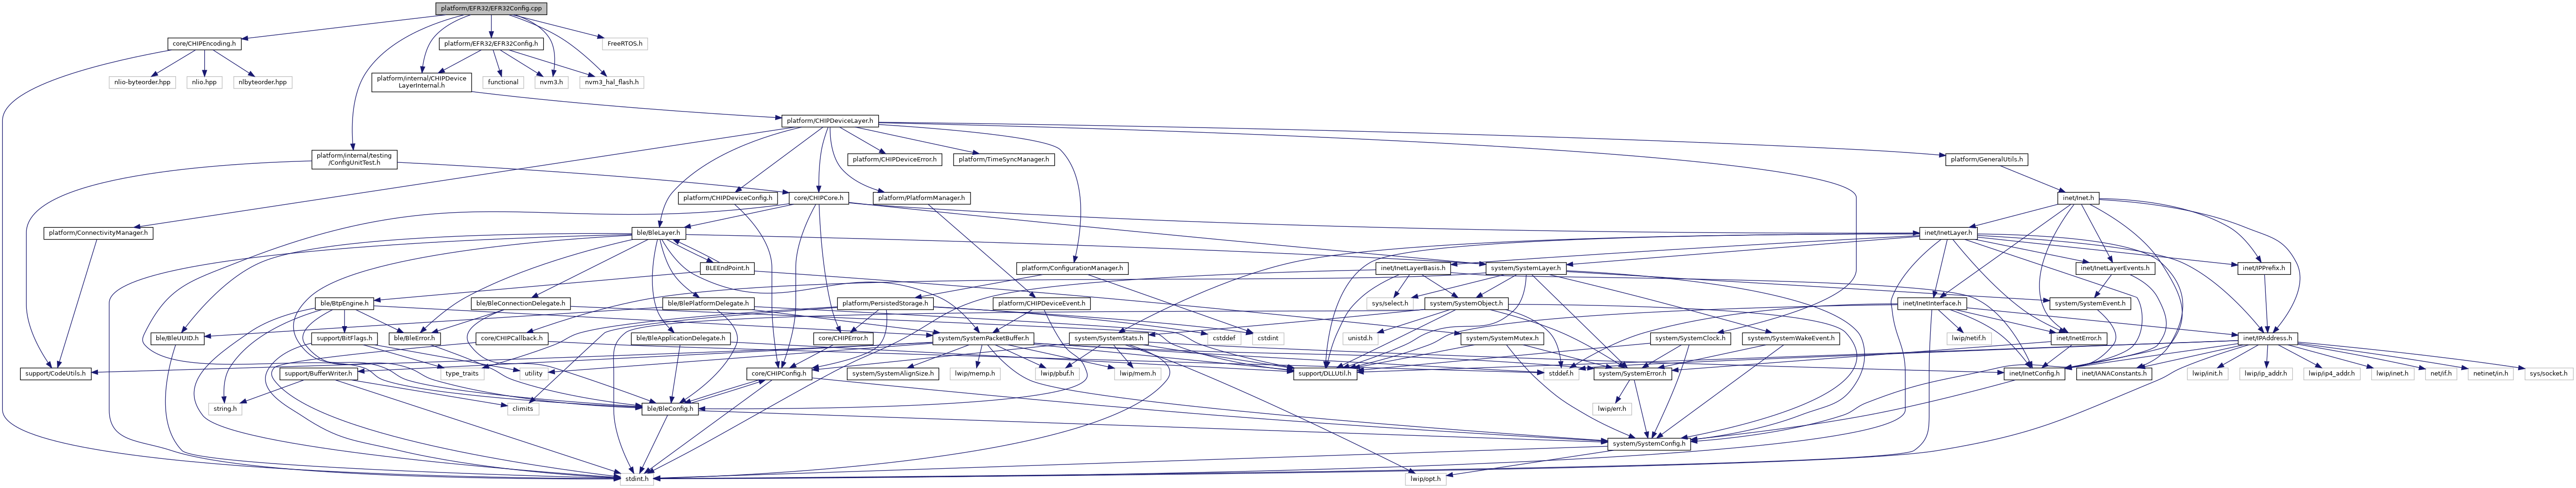 platform/EFR32/EFR32Config.cpp
core/CHIPEncoding.h
platform/EFR32/EFR32Config.h
FreeRTOS.h
nlio-byteorder.hpp
nlio.hpp
nlbyteorder.hpp
platform/internal/CHIPDevice
LayerInternal.h
functional
nvm3.h
nvm3_hal_flash.h
platform/CHIPDeviceLayer.h
platform/internal/testing
/ConfigUnitTest.h
platform/CHIPDeviceError.h
platform/TimeSyncManager.h
platform/GeneralUtils.h
platform/CHIPDeviceConfig.h
core/CHIPCore.h
platform/PlatformManager.h
inet/Inet.h
platform/ConnectivityManager.h
ble/BleLayer.h
inet/InetLayer.h
BLEEndPoint.h
platform/ConfigurationManager.h
inet/InetLayerBasis.h
system/SystemLayer.h
inet/InetLayerEvents.h
inet/IPPrefix.h
ble/BtpEngine.h
ble/BleConnectionDelegate.h
ble/BlePlatformDelegate.h
platform/PersistedStorage.h
platform/CHIPDeviceEvent.h
sys/select.h
system/SystemObject.h
inet/InetInterface.h
system/SystemEvent.h
ble/BleUUID.h
support/BitFlags.h
ble/BleError.h
core/CHIPCallback.h
ble/BleApplicationDelegate.h
core/CHIPError.h
system/SystemPacketBuffer.h
system/SystemStats.h
cstddef
cstdint
unistd.h
system/SystemMutex.h
system/SystemClock.h
system/SystemWakeEvent.h
lwip/netif.h
inet/InetError.h
inet/IPAddress.h
support/CodeUtils.h
support/BufferWriter.h
type_traits
utility
core/CHIPConfig.h
system/SystemAlignSize.h
lwip/memp.h
lwip/pbuf.h
lwip/mem.h
support/DLLUtil.h
stddef.h
system/SystemError.h
inet/InetConfig.h
inet/IANAConstants.h
lwip/init.h
lwip/ip_addr.h
lwip/ip4_addr.h
lwip/inet.h
net/if.h
netinet/in.h
sys/socket.h
string.h
climits
ble/BleConfig.h
lwip/err.h
system/SystemConfig.h
stdint.h
lwip/opt.h